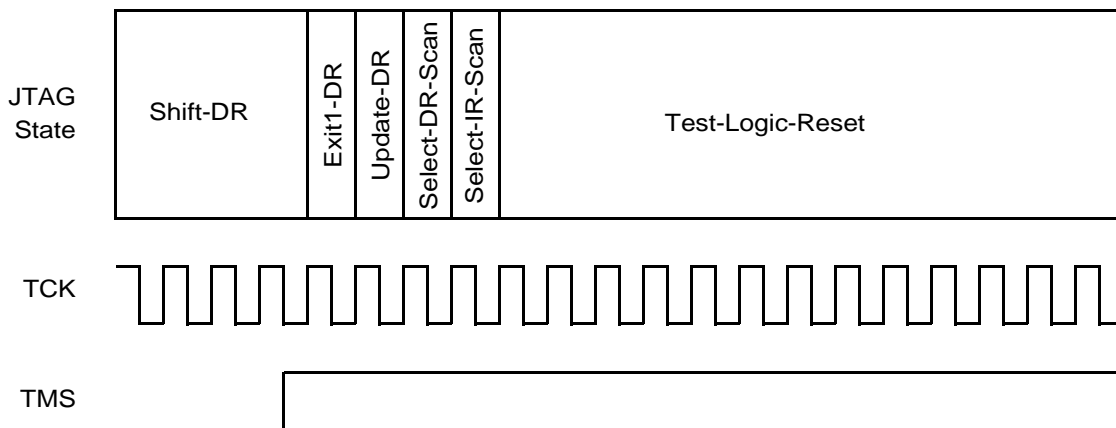 JTAG
State
Shift-DR
Exit1-DR
Update-DR
Select-DR-Scan
Select-IR-Scan
Test-Logic-Reset
TCK
TMS